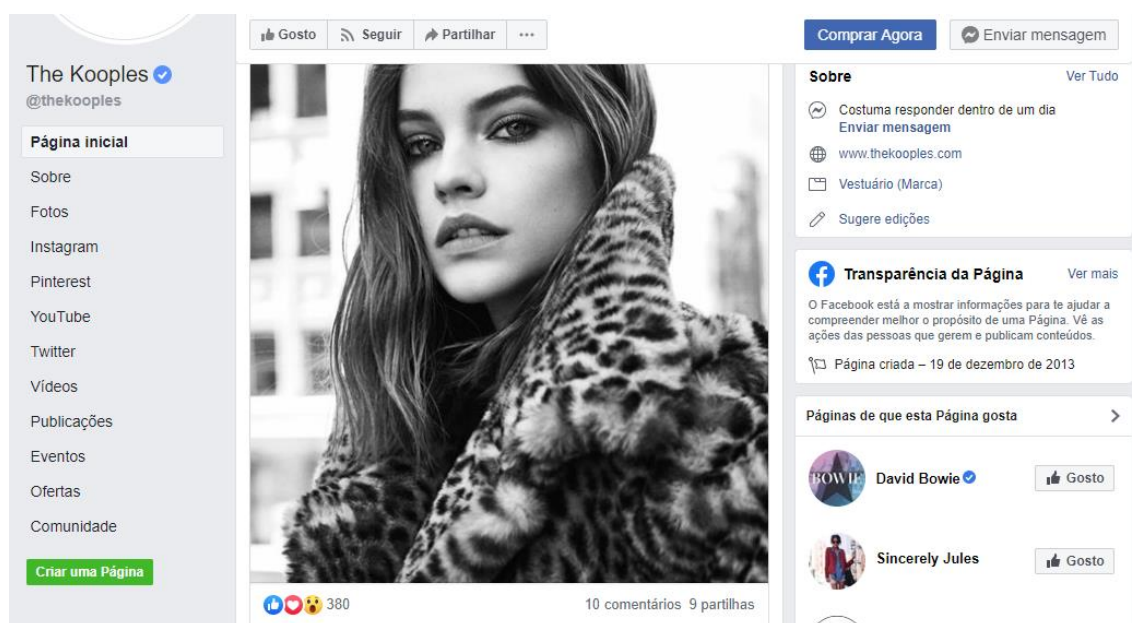 The Kooples
@thekooples
Página inicial
Sobre
Fotos
Instagram
Pinterest
YouTube
Twitter
Vídeos
Publicações
Eventos
Ofertas
Comunidade
Criar uma Página
Gosto Seguir Partilhar ...
380
10 comentários 9 partilhas
Comprar Agora Enviar mensagem
Sobre Ver Tudo
Costuma responder dentro de um dia
Enviar mensagem
www.thekooples.com
Vestuário (Marca)
Sugere edições
Transparência da Página Ver mais
O Facebook está a mostrar informações para te ajudar a
compreender melhor o propósito de uma Página. Vê as
ações das pessoas que gerem e publicam conteúdos.
Página criada – 19 de dezembro de 2013
Páginas de que esta Página gosta
BOWIE
David Bowie Gosto
Sincerely Jules Gosto